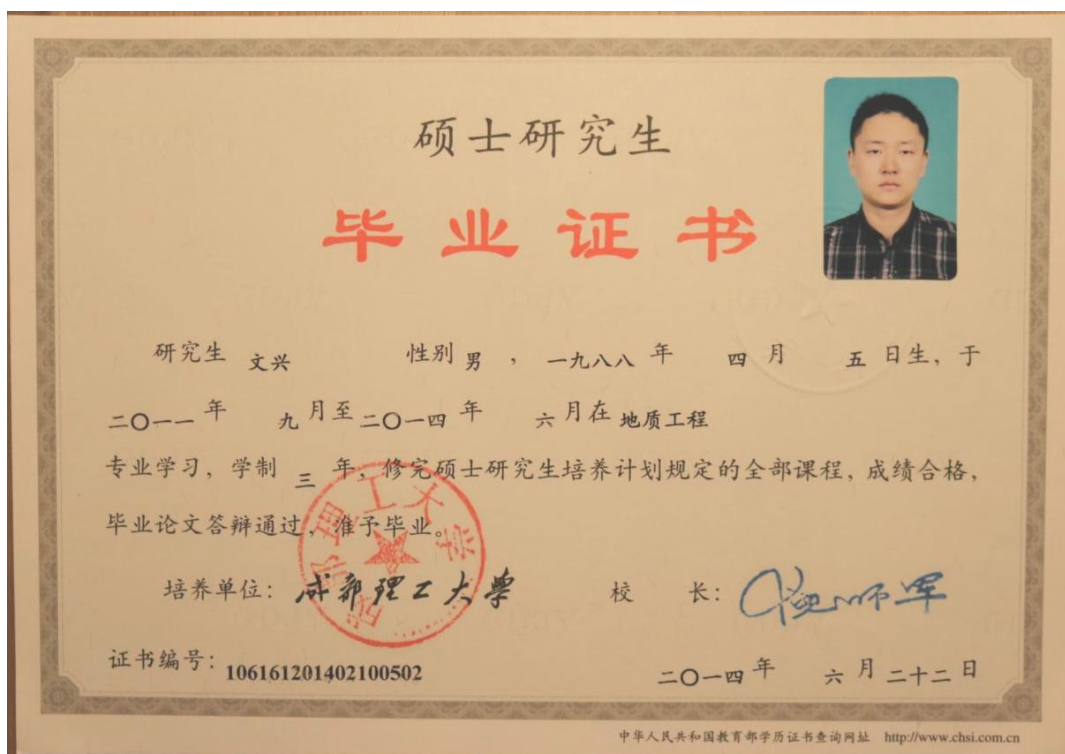 硕士研究生
毕业证书
研究生 文兴 性别 男 , 一九八八 年 四 月 五 日生, 于
二〇一一 年 九 月至 二〇一四 年 六 月在 地质工程
专业学习, 学制 三 年, 修完硕士研究生培养计划规定的全部课程, 成绩合格,
毕业论文答辩通过, 准予毕业。
成都理工大学
培养单位: 成都理工大学 校 长:
证书编号: 106161201402100502 二〇一四 年 六 月 二十二 日
中华人民共和国教育部学历证书查询网址 http://www.chsi.com.cn